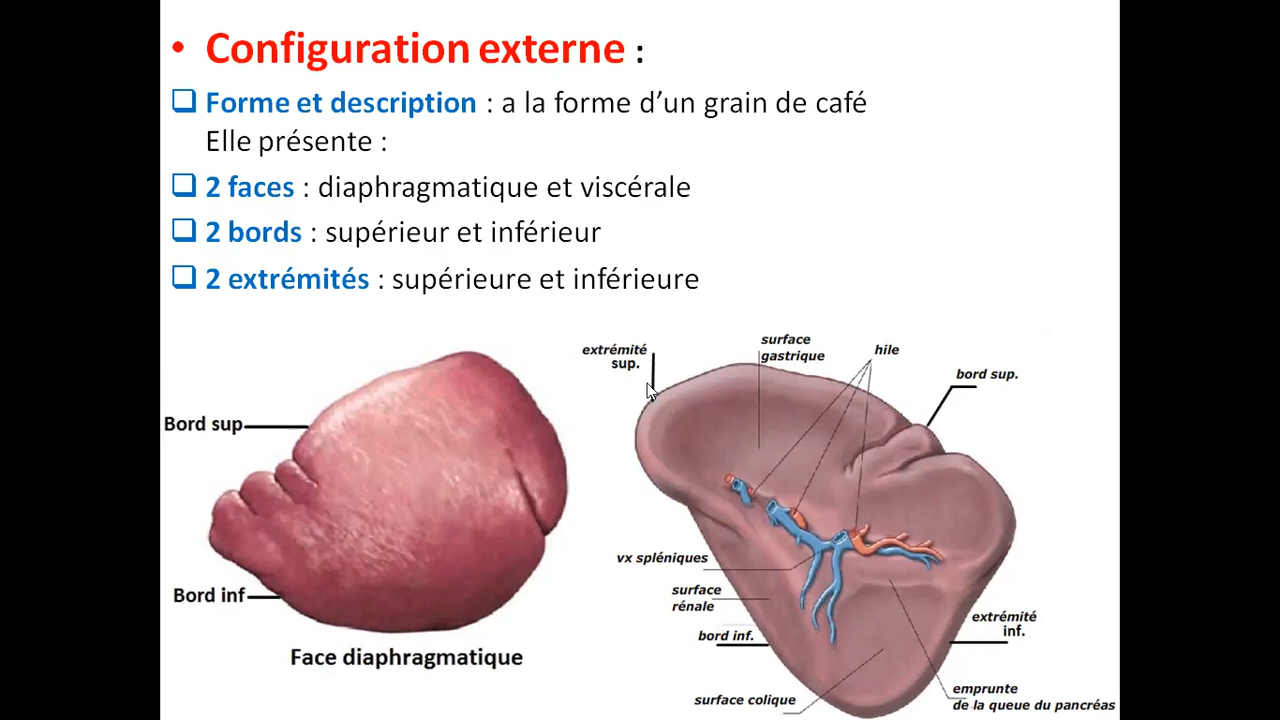 • Configuration externe :
❑ Forme et description : a la forme d’un grain de café
Elle présente :
❑ 2 faces : diaphragmatique et viscérale
❑ 2 bords : supérieur et inférieur
❑ 2 extrémités : supérieure et inférieure
Bord sup
Bord inf
Face diaphragmatique
extrémité
sup.
surface
gastrique
hile
bord sup.
vx spléniques
surface
rénale
bord inf.
surface colique
extrémité
inf.
emprunte
de la queue du pancréas